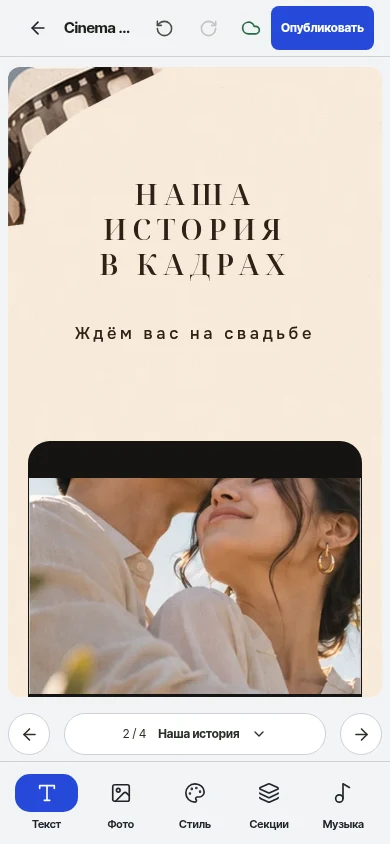 Cinema ...
Опубликовать
НАША
ИСТОРИЯ
В КАДРАХ
Ждём вас на свадьбе
2 / 4 Наша история
Текст Фото Стиль Секции Музыка